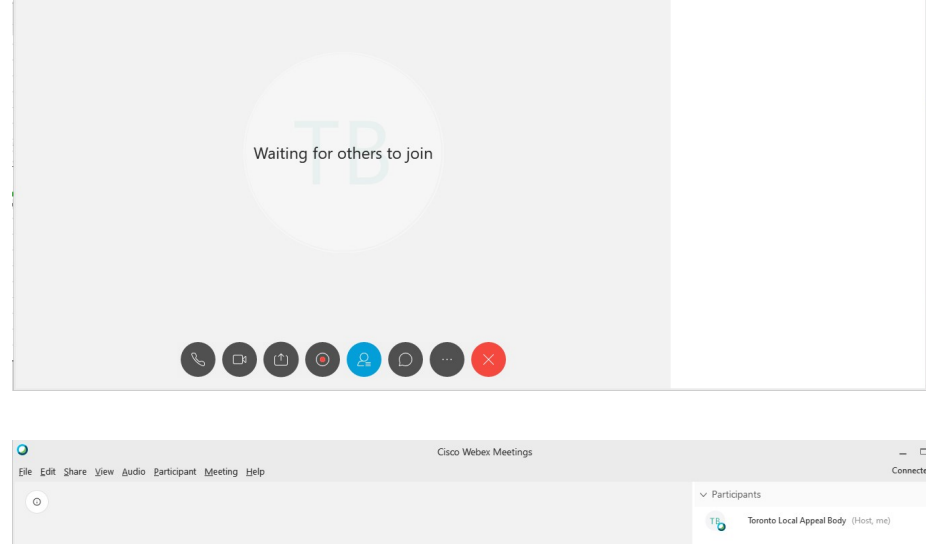 TB
Waiting for others to join
Cisco Webex Meetings
File Edit Share View Audio Participant Meeting Help
Participants
TB Toronto Local Appeal Body (Host, me)